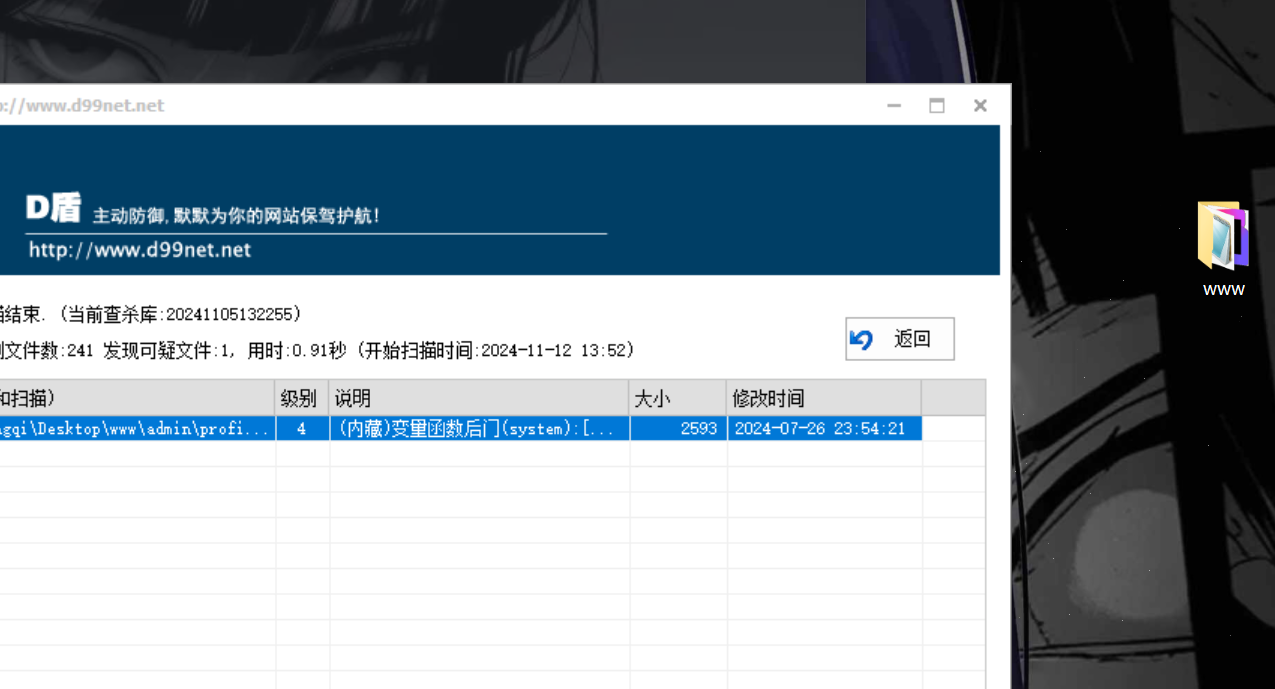 ://www.d99net.net
D盾 主动防御,默默为你的网站保驾护航!
http://www.d99net.net
www
结束. (当前查杀库:20241105132255)
文件数:241 发现可疑文件:1, 用时:0.91秒 (开始扫描时间:2024-11-12 13:52)
返回
扫描) 级别 说明 大小 修改时间
gqi\Desktop\www\admin\profi... 4 (内藏)变量函数后门(system):[... 2593 2024-07-26 23:54:21